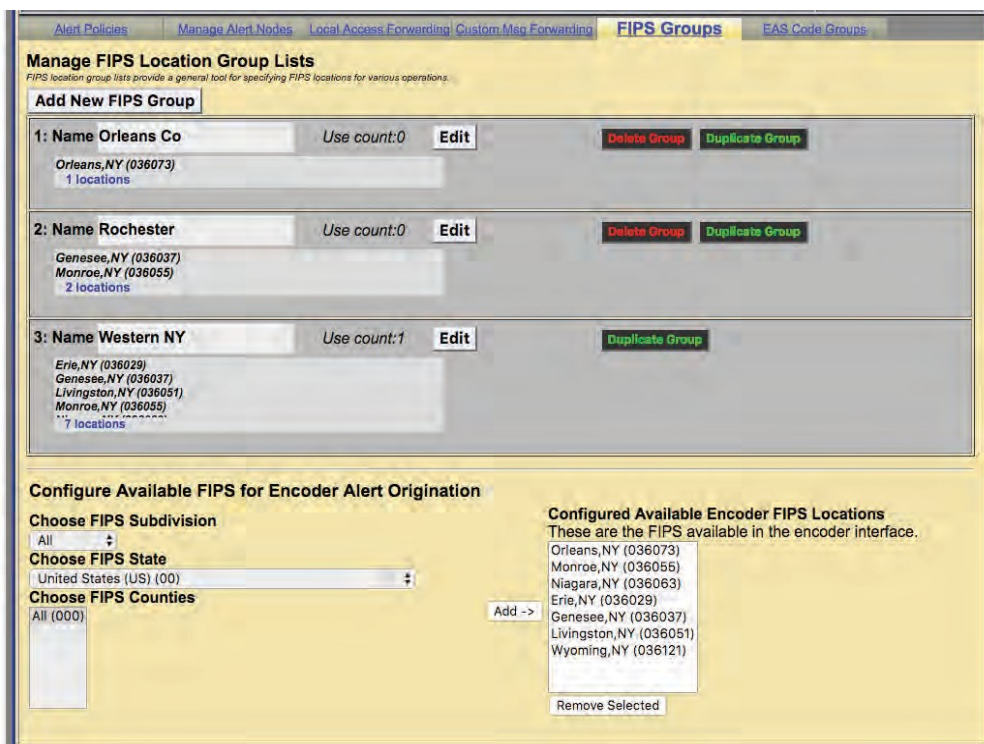 Alert Policies Manage Alert Nodes Local Access Forwarding Custom Msg Forwarding FIPS Groups EAS Code Groups
Manage FIPS Location Group Lists
FIPS location group lists provide a general tool for specifying FIPS locations for various operations.
Add New FIPS Group
1: Name Orleans Co Use count:0 Edit Delete Group Duplicate Group
Orleans,NY (036073)
1 locations
2: Name Rochester Use count:0 Edit Delete Group Duplicate Group
Genesee,NY (036037)
Monroe,NY (036055)
2 locations
3: Name Western NY Use count:1 Edit Duplicate Group
Erie,NY (036029)
Genesee,NY (036037)
Livingston,NY (036051)
Monroe,NY (036055)
7 locations
Configure Available FIPS for Encoder Alert Origination
Choose FIPS Subdivision
All
Choose FIPS State
United States (US) (00)
Choose FIPS Counties
All (000)
Add ->
Configured Available Encoder FIPS Locations
These are the FIPS available in the encoder interface.
Orleans,NY (036073)
Monroe,NY (036055)
Niagara,NY (036063)
Erie,NY (036029)
Genesee,NY (036037)
Livingston,NY (036051)
Wyoming,NY (036121)
Remove Selected